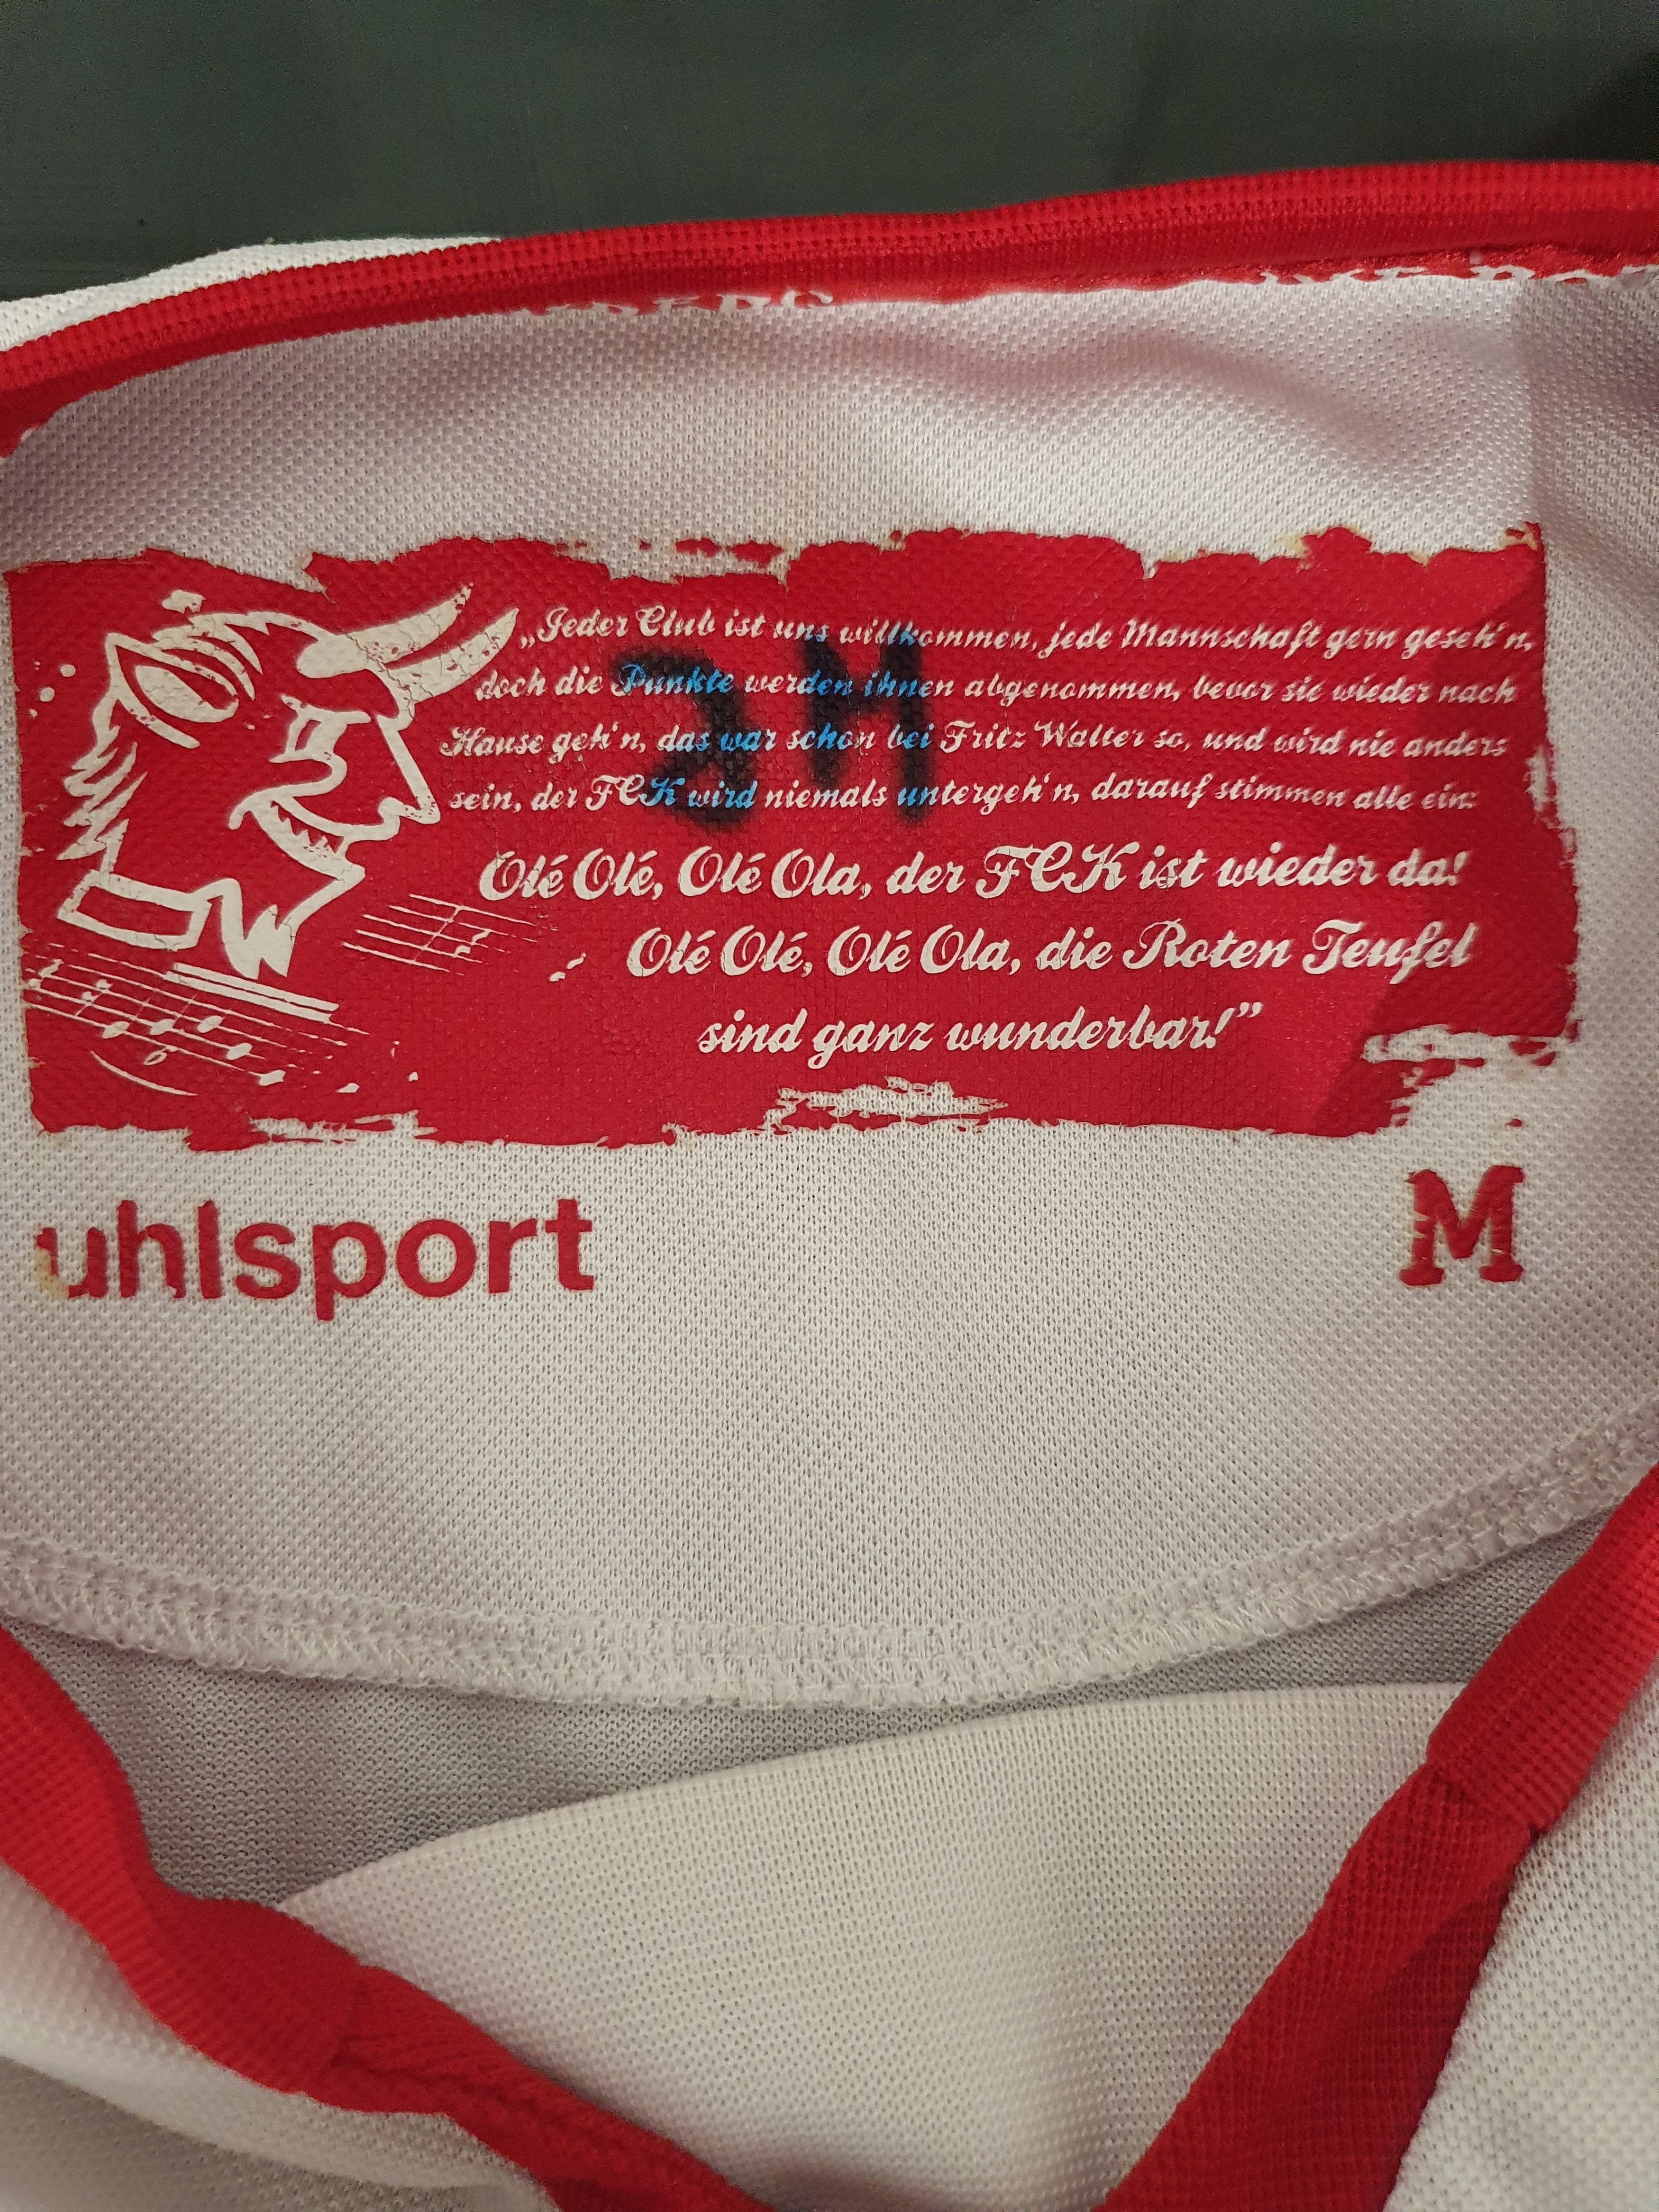 „Jeder Club ist uns willkommen, jede Mannschaft gern geseh'n,
doch die Punkte werden ihnen abgenommen, bevor sie wieder nach
Hause geh'n, das war schon bei Fritz Walter so, und wird nie anders
sein, der FCK wird niemals untergeh'n, darauf stimmen alle ein:
Olé Olé, Olé Ola, der FCK ist wieder da!
Olé Olé, Olé Ola, die Roten Teufel
sind ganz wunderbar!”
uhlsport
M